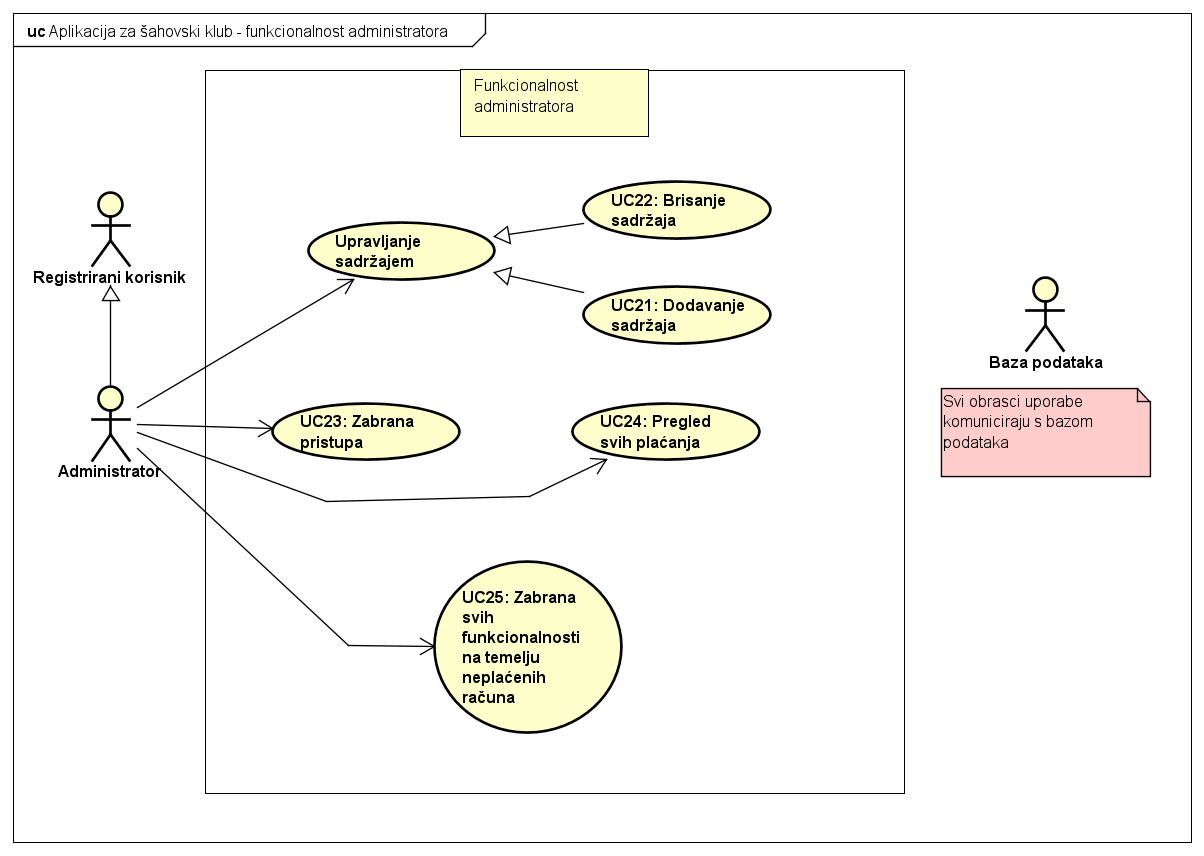 uc Aplikacija za šahovski klub - funkcionalnost administratora
Funkcionalnost
administratora
Registrirani korisnik
Upravljanje
sadržajem
UC22: Brisanje
sadržaja
UC21: Dodavanje
sadržaja
Administrator
UC23: Zabrana
pristupa
UC24: Pregled
svih plaćanja
UC25: Zabrana
svih
funkcionalnosti
na temelju
neplaćenih
računa
Baza podataka
Svi obrasci uporabe
komuniciraju s bazom
podataka